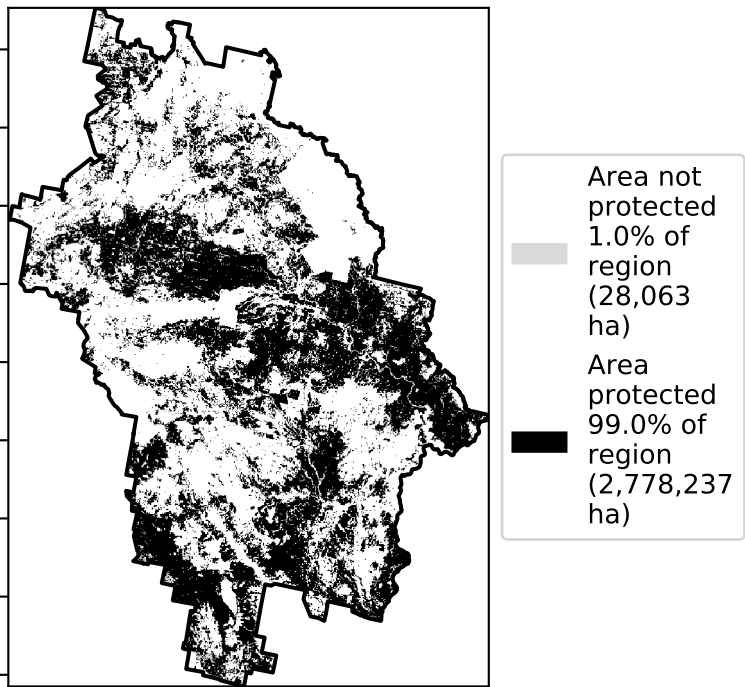 Area not
protected
1.0% of
region
(28,063
ha)
Area
protected
99.0% of
region
(2,778,237
ha)